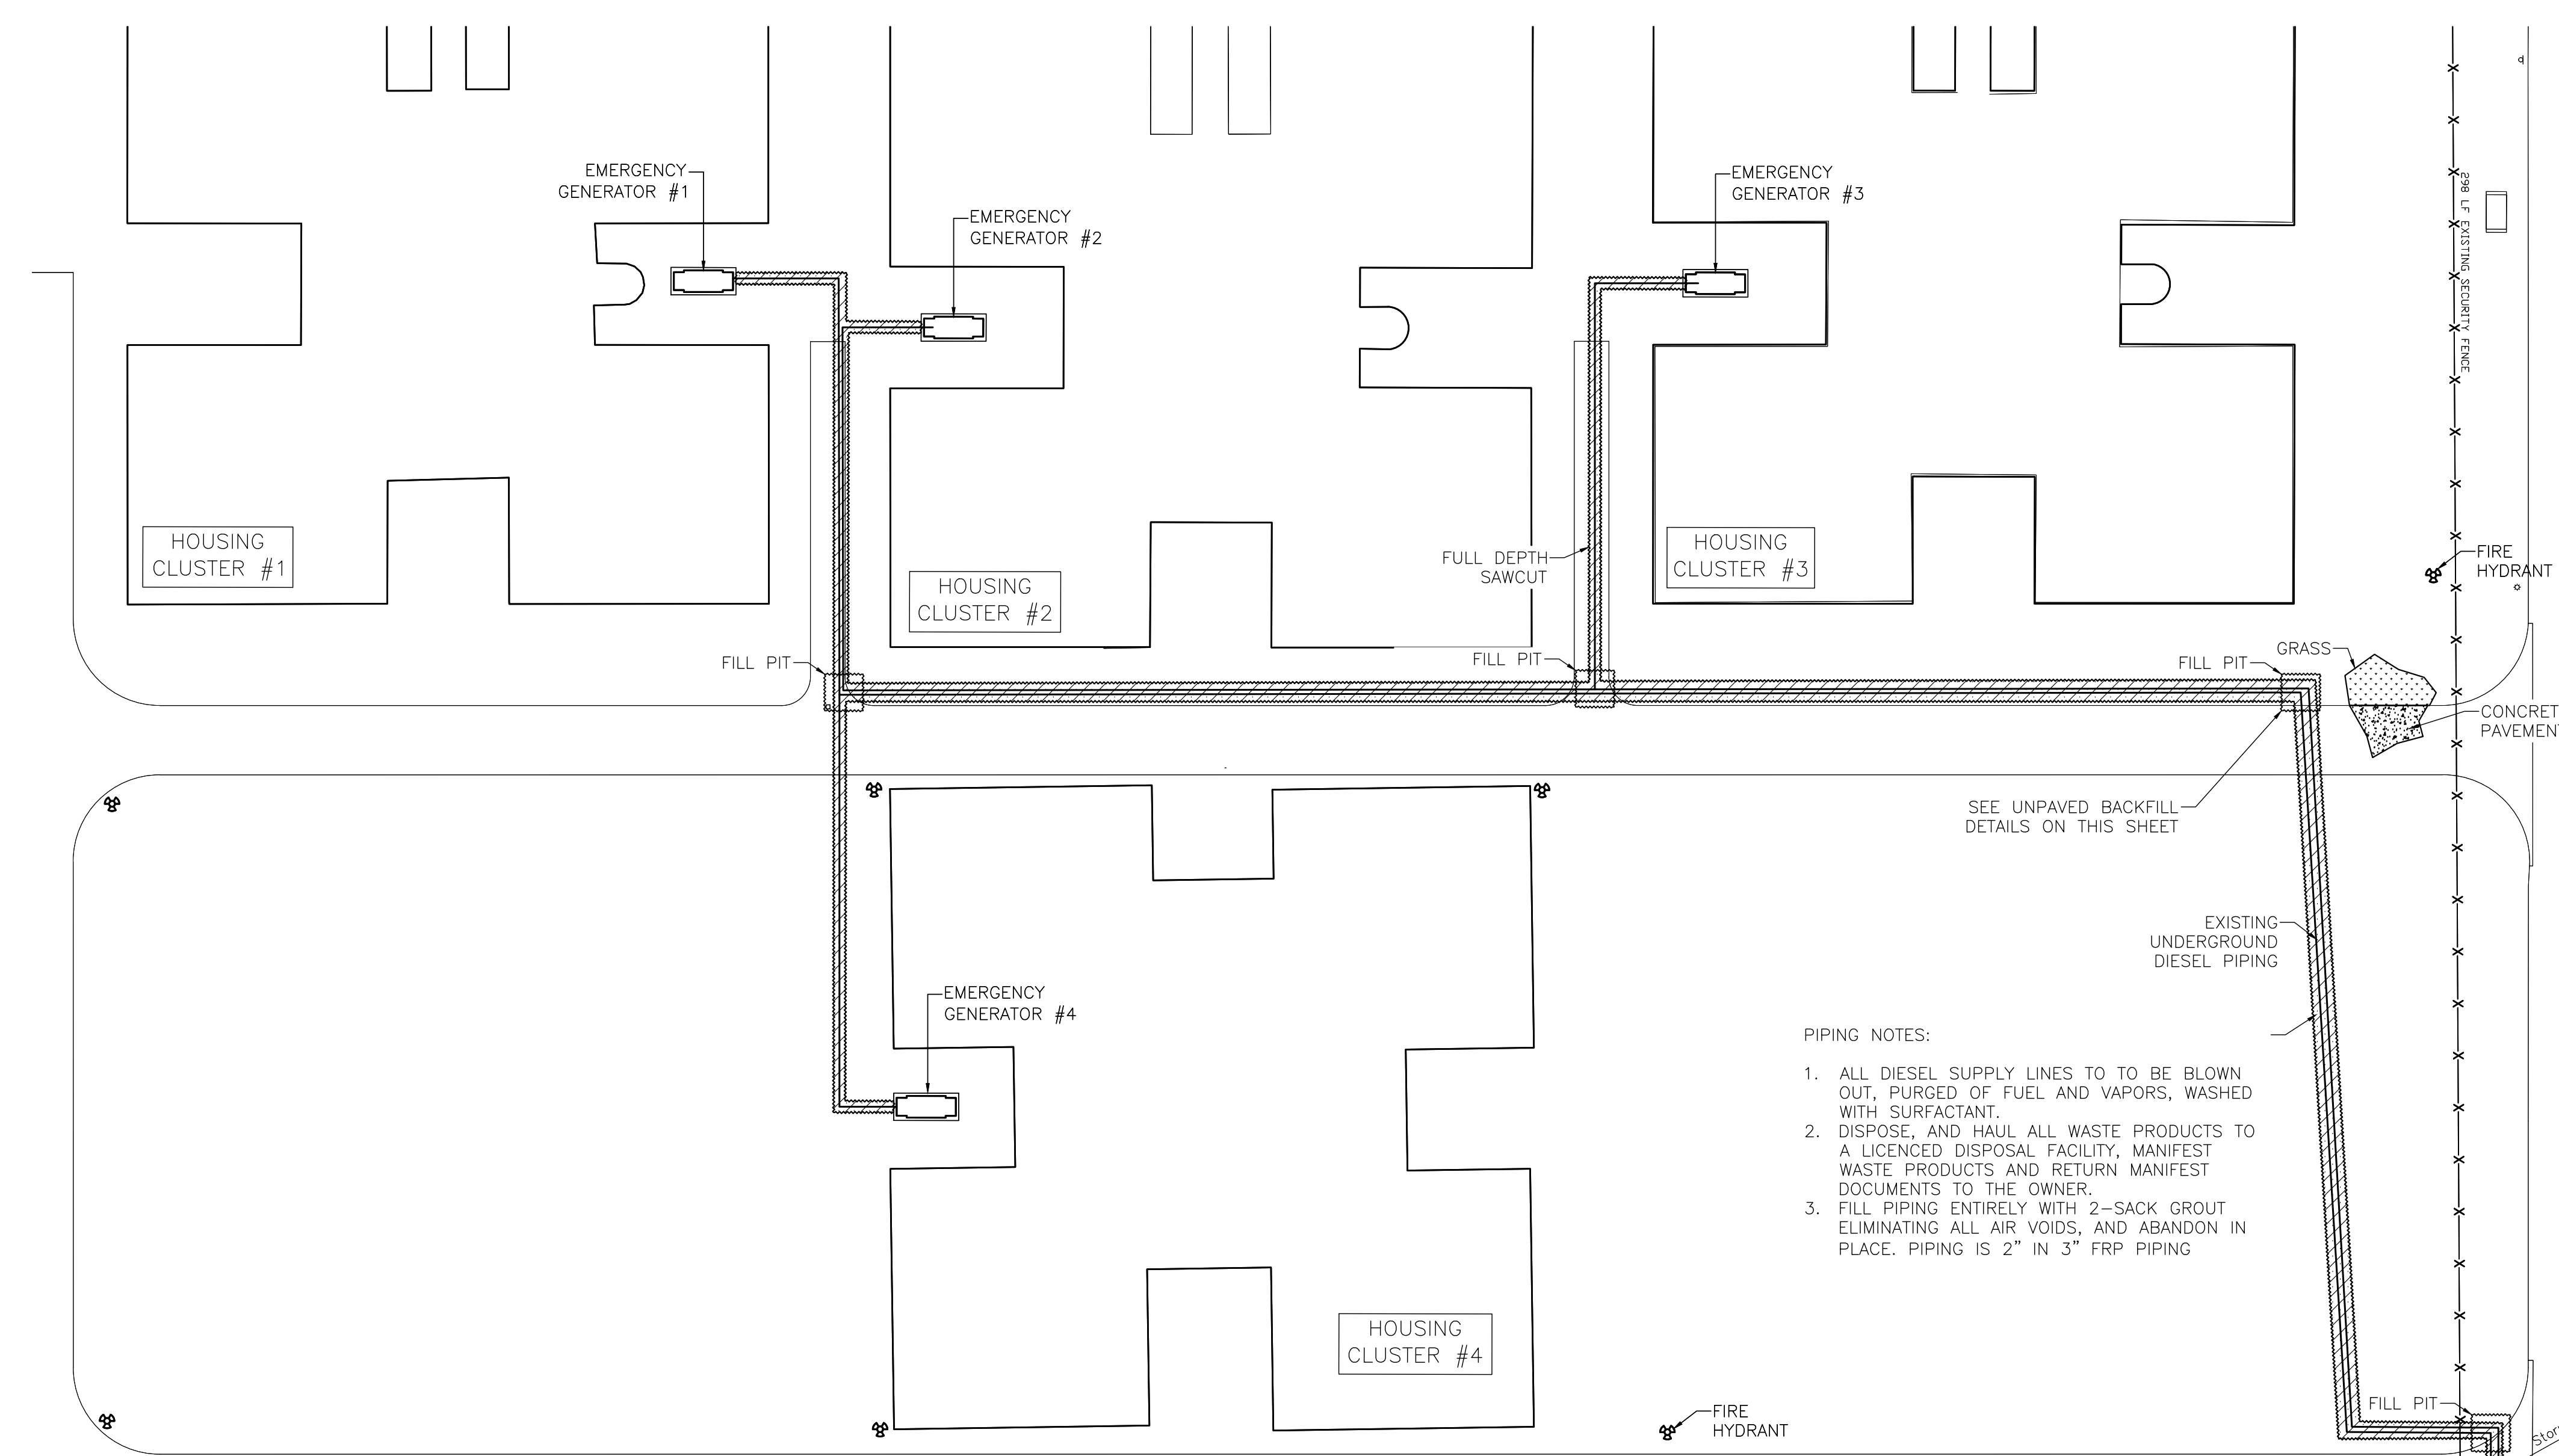 EMERGENCY
GENERATOR #1
EMERGENCY
GENERATOR #2
EMERGENCY
GENERATOR #3
298 LF EXISTING SECURITY FENCE
HOUSING
CLUSTER #1
HOUSING
CLUSTER #2
FULL DEPTH
SAWCUT
HOUSING
CLUSTER #3
FIRE
HYDRANT
FILL PIT
FILL PIT
FILL PIT
GRASS
CONCRET
PAVEMEN
SEE UNPAVED BACKFILL
DETAILS ON THIS SHEET
EXISTING
UNDERGROUND
DIESEL PIPING
EMERGENCY
GENERATOR #4
PIPING NOTES:
1. ALL DIESEL SUPPLY LINES TO TO BE BLOWN
OUT, PURGED OF FUEL AND VAPORS, WASHED
WITH SURFACTANT.
2. DISPOSE, AND HAUL ALL WASTE PRODUCTS TO
A LICENCED DISPOSAL FACILITY, MANIFEST
WASTE PRODUCTS AND RETURN MANIFEST
DOCUMENTS TO THE OWNER.
3. FILL PIPING ENTIRELY WITH 2-SACK GROUT
ELIMINATING ALL AIR VOIDS, AND ABANDON IN
PLACE. PIPING IS 2" IN 3" FRP PIPING
HOUSING
CLUSTER #4
FIRE
HYDRANT
FILL PIT